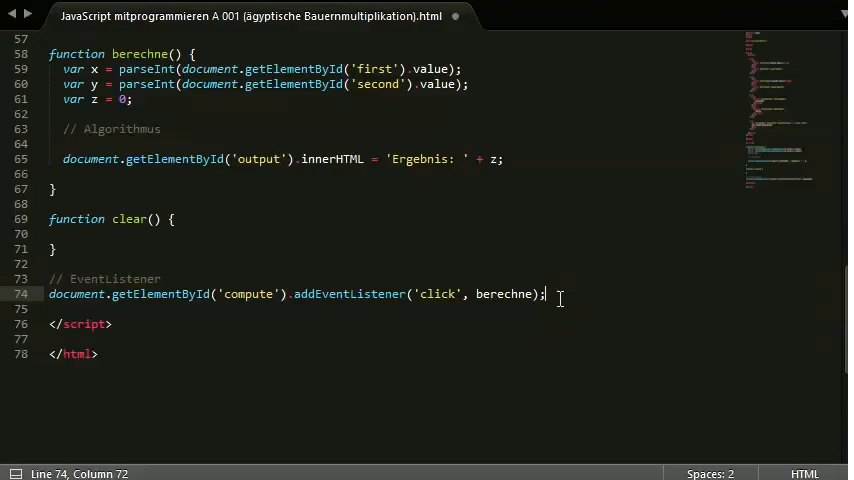 JavaScript mitprogrammieren A 001 (ägyptische Bauernmultiplikation).html
57
58 function berechne() {
59 var x = parseInt(document.getElementById('first').value);
60 var y = parseInt(document.getElementById('second').value);
61 var z = 0;
62
63 // Algorithmus
64
65 document.getElementById('output').innerHTML = 'Ergebnis: ' + z;
66
67 }
68
69 function clear() {
70
71 }
72
73 // EventListener
74 document.getElementById('compute').addEventListener('click', berechne);
75
76 </script>
77
78 </html>
Line 74, Column 72 Spaces: 2 HTML